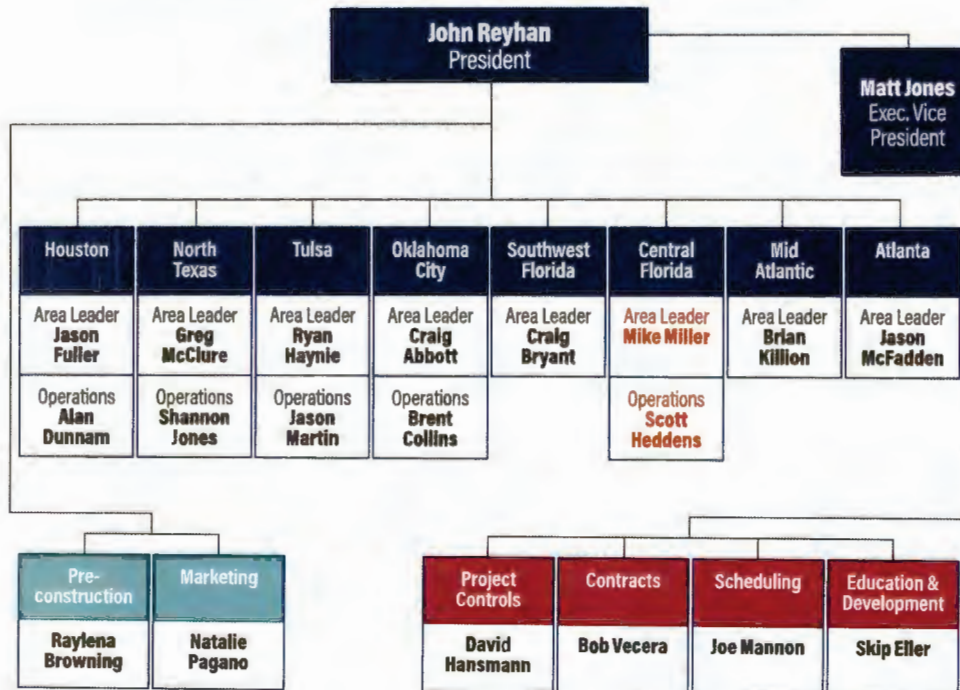 John Reyhan
President
Matt Jones
Exec. Vice
President
Houston
North
Texas
Tulsa
Oklahoma
City
Southwest
Florida
Central
Florida
Mid
Atlantic
Atlanta
Area Leader
Jason
Fuller
Area Leader
Greg
McClure
Area Leader
Ryan
Haynie
Area Leader
Craig
Abbott
Area Leader
Craig
Bryant
Area Leader
Mike Miller
Area Leader
Brian
Killion
Area Leader
Jason
McFadden
Operations
Alan
Dunnam
Operations
Shannon
Jones
Operations
Jason
Martin
Operations
Brent
Collins
Operations
Scott
Heddens
Pre-
construction
Raylena
Browning
Marketing
Natalie
Pagano
Project
Controls
David
Hansmann
Contracts
Bob Vecera
Scheduling
Joe Mannon
Education &
Development
Skip Eller